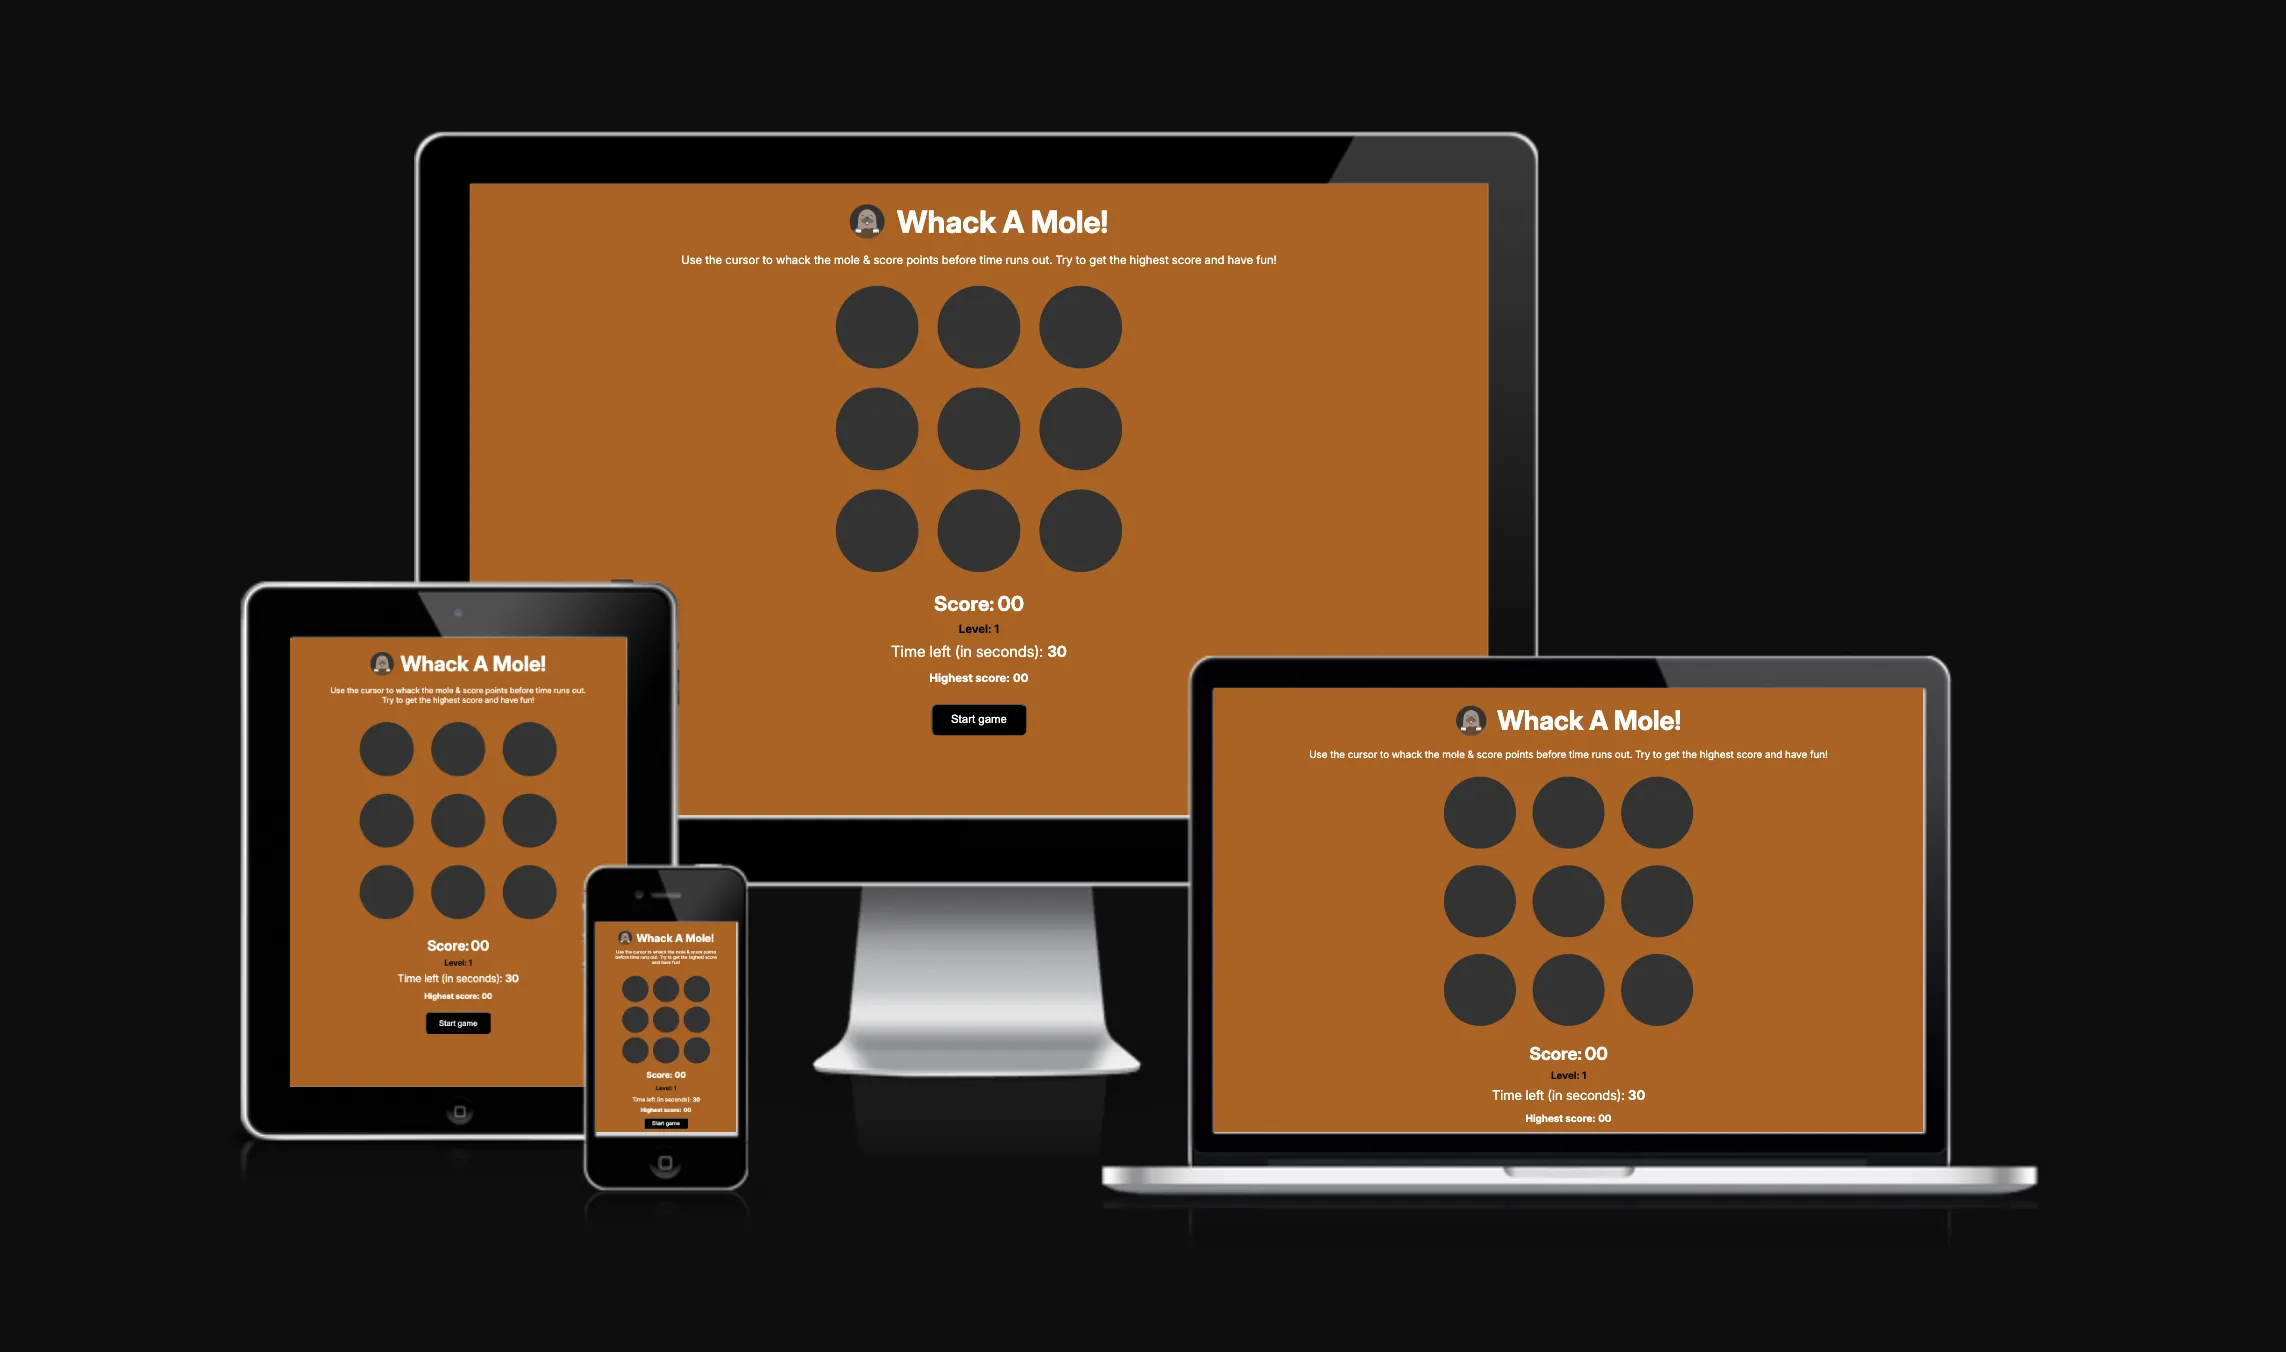 Whack A Mole!
Use the cursor to whack the mole & score points before time runs out. Try to get the highest score and have fun!
Score: 00
Level: 1
Time left (in seconds): 30
Highest score: 00
Start game
Whack A Mole!
Use the cursor to whack the mole & score points before time runs out.
Try to get the highest score and have fun!
Score: 00
Level: 1
Time left (in seconds): 30
Highest score: 00
Start game
Whack A Mole!
Use the cursor to whack the mole & score points
before time runs out. Try to get the highest score
and have fun!
Score: 00
Level: 1
Time left (in seconds): 30
Highest score: 00
Start game
Whack A Mole!
Use the cursor to whack the mole & score points before time runs out. Try to get the highest score and have fun!
Score: 00
Level: 1
Time left (in seconds): 30
Highest score: 00